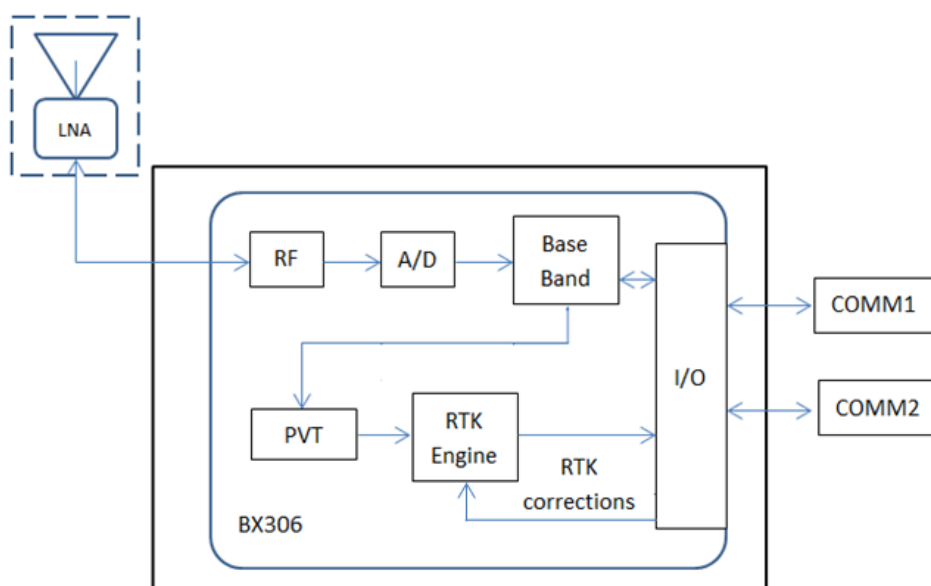 LNA
RF
A/D
Base
Band
I/O
COMM1
COMM2
PVT
RTK
Engine
RTK
corrections
BX306